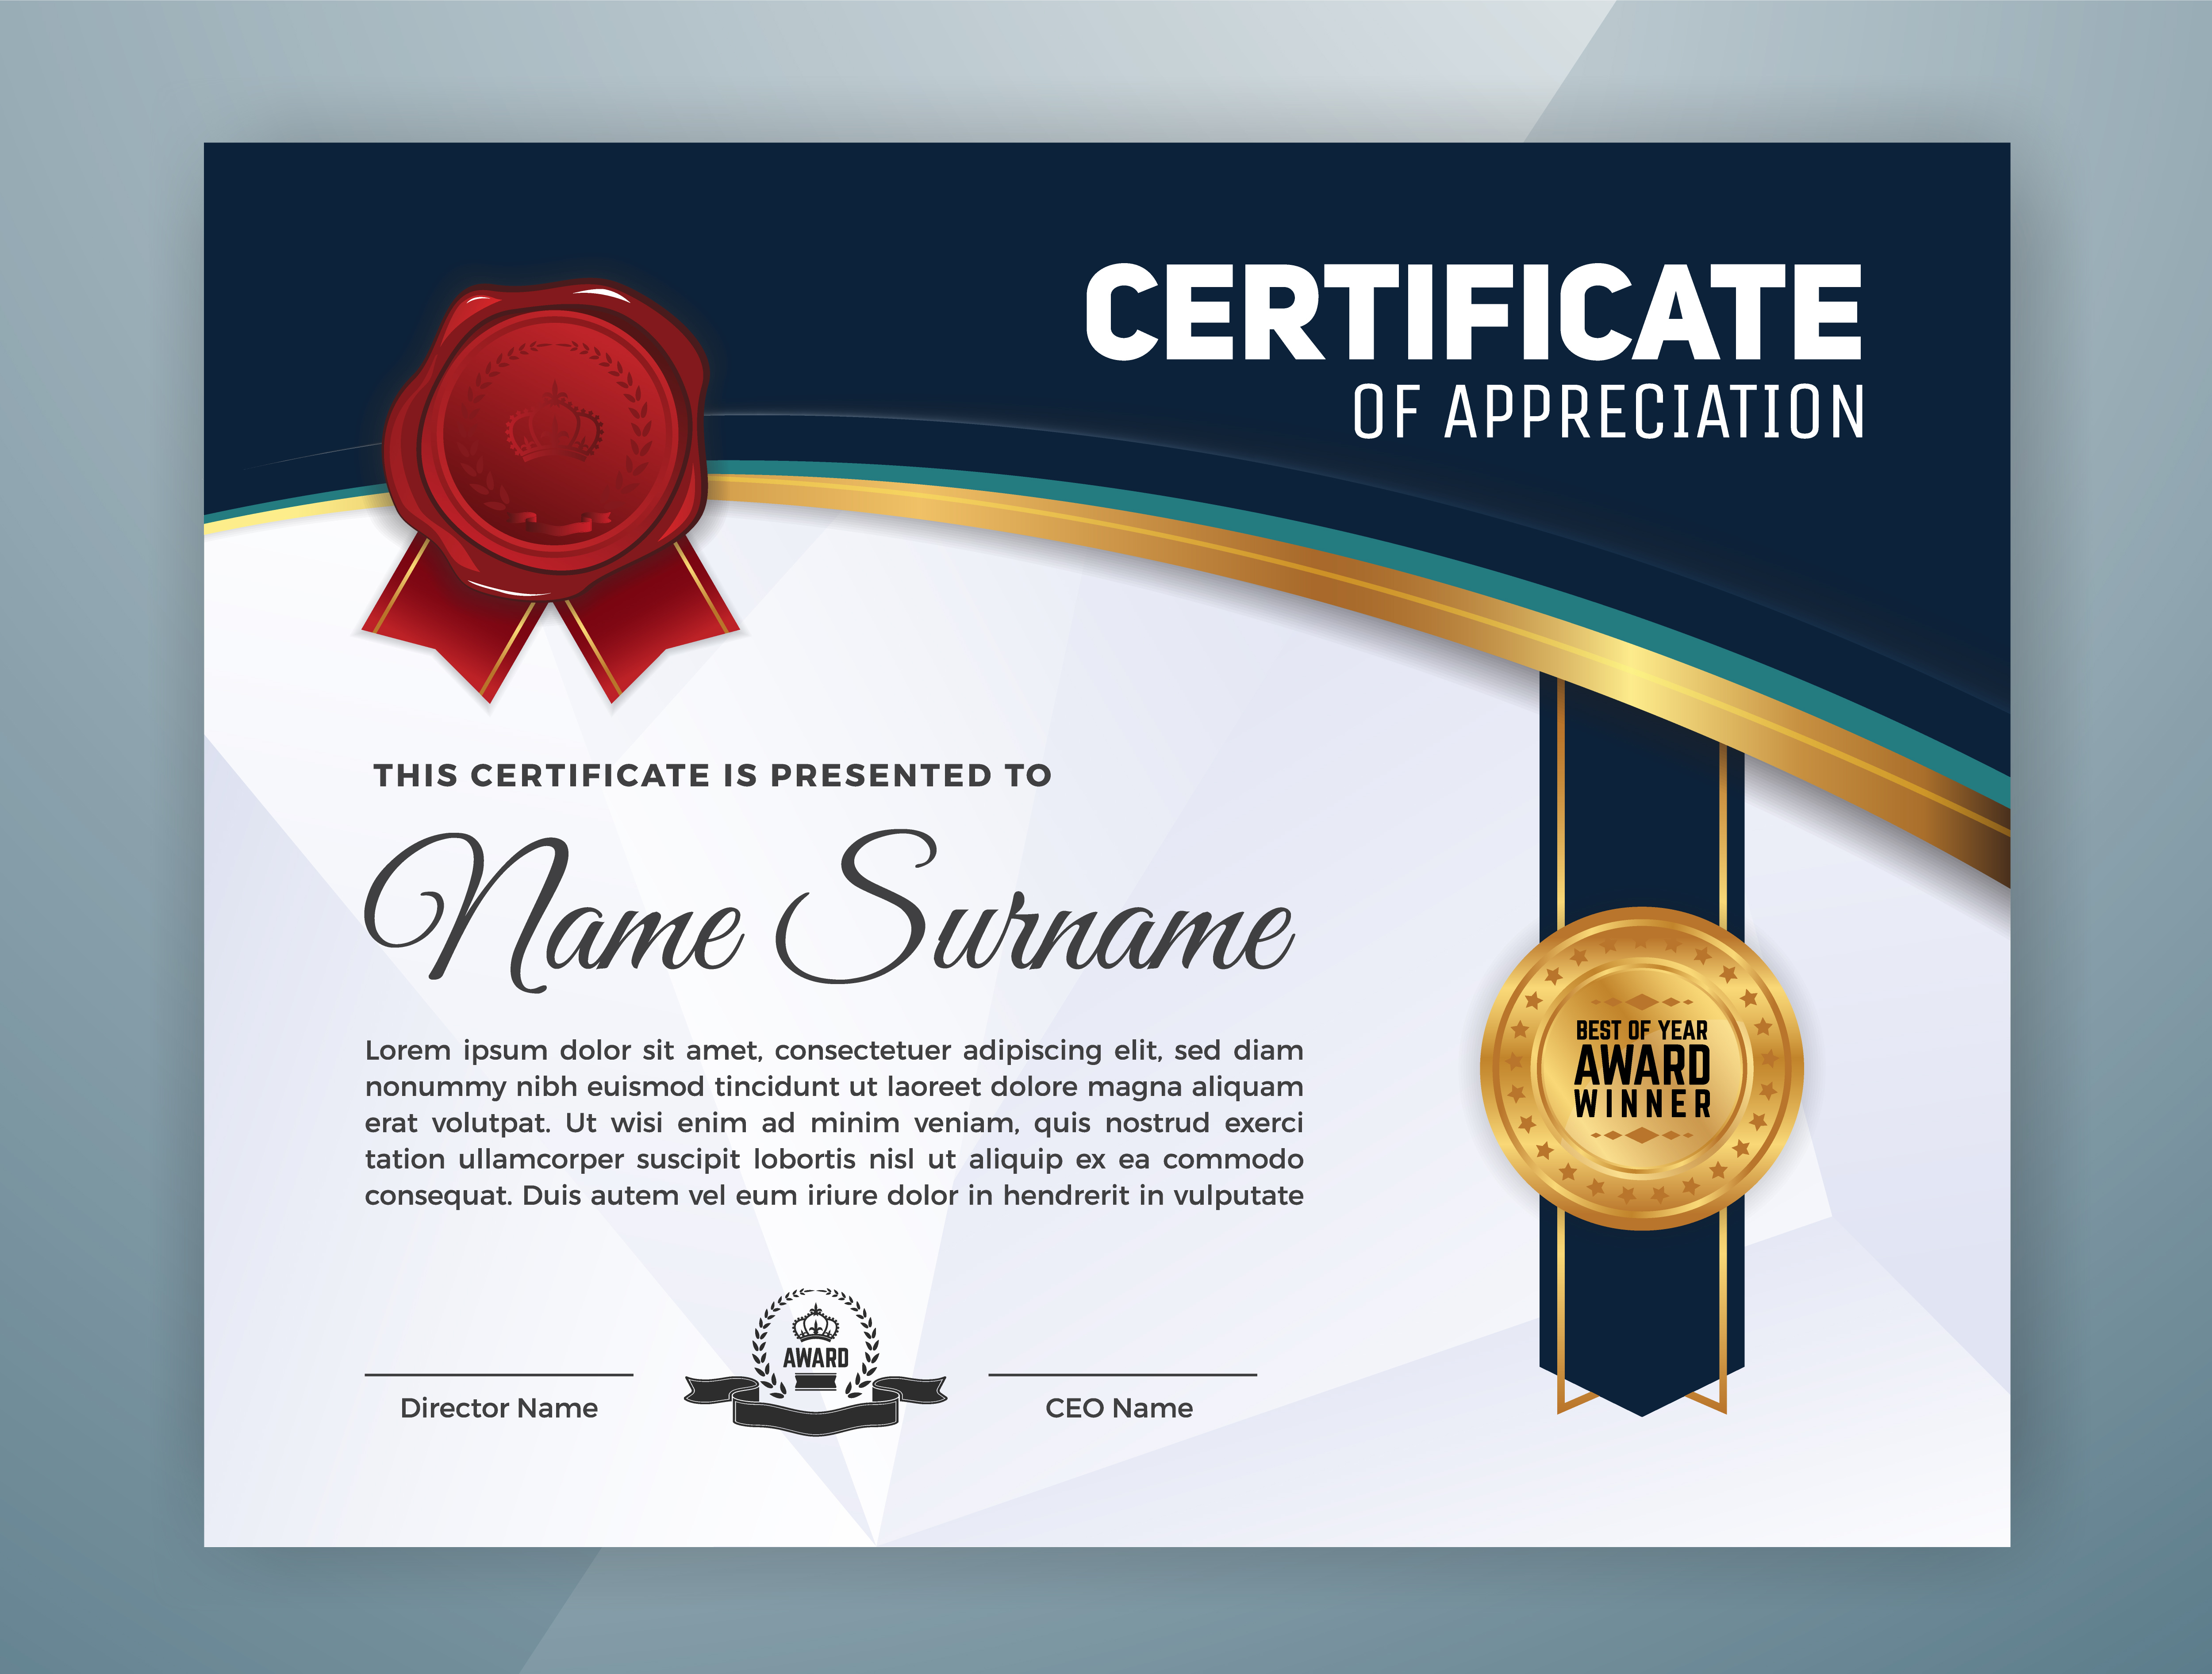 CERTIFICATE
OF APPRECIATION
THIS CERTIFICATE IS PRESENTED TO
Name Surname
Lorem ipsum dolor sit amet, consectetuer adipiscing elit, sed diam
nonummy nibh euismod tincidunt ut laoreet dolore magna aliquam
erat volutpat. Ut wisi enim ad minim veniam, quis nostrud exerci
tation ullamcorper suscipit lobortis nisl ut aliquip ex ea commodo
consequat. Duis autem vel eum iriure dolor in hendrerit in vulputate
BEST OF YEAR
AWARD
WINNER
AWARD
Director Name
CEO Name